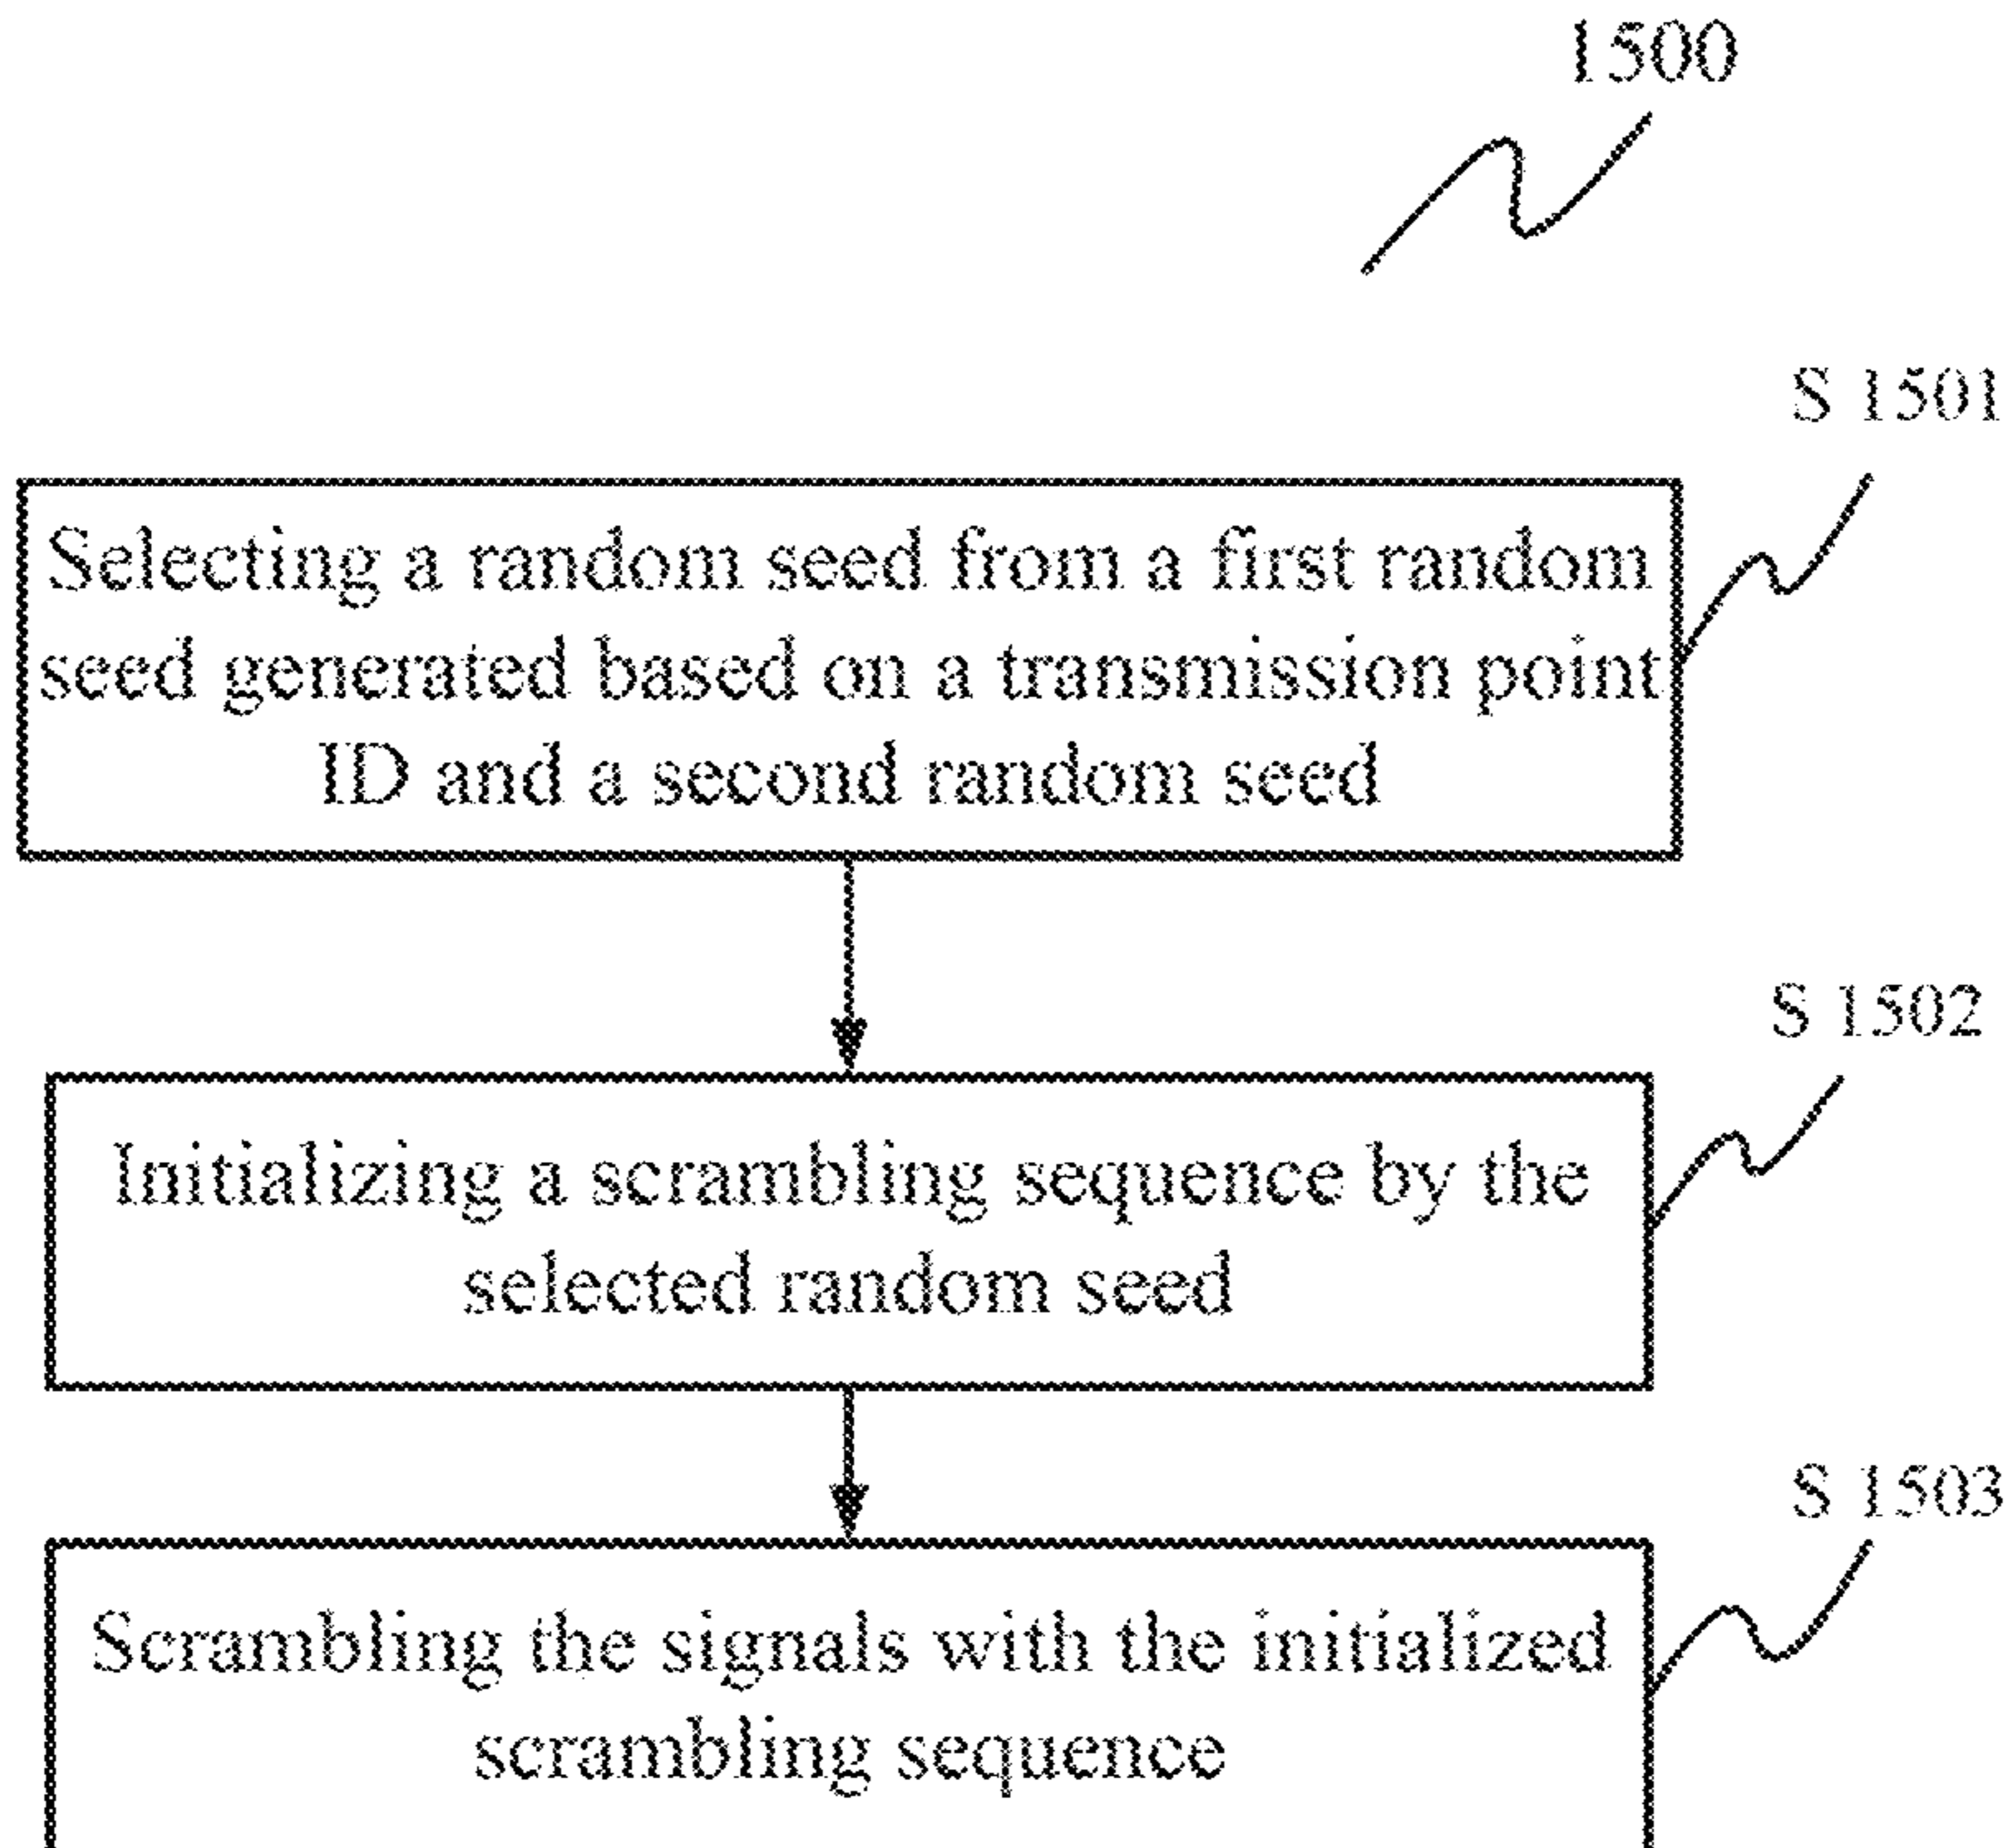 1500
S 1501
Selecting a random seed from a first random
seed generated based on a transmission point
ID and a second random seed
S 1502
Initializing a scrambling sequence by the
selected random seed
S 1503
Scrambling the signals with the initialized
scrambling sequence